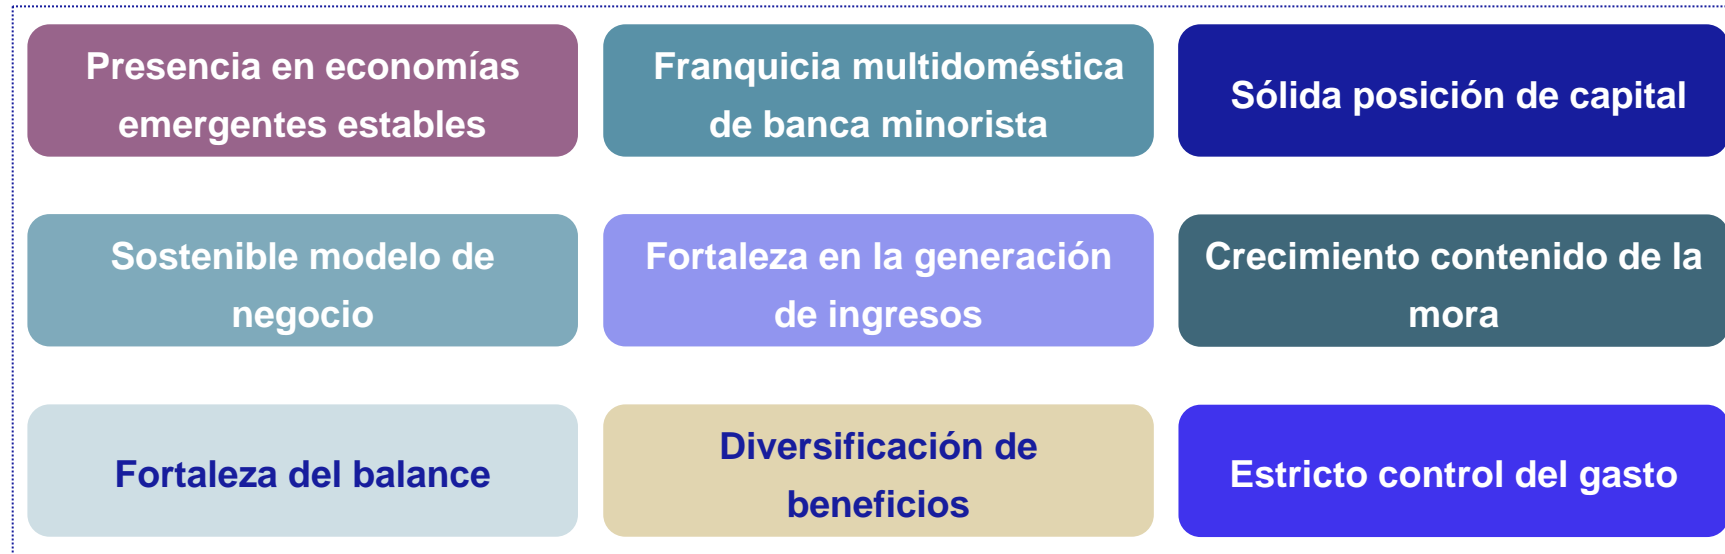 Presencia en economías
emergentes estables
Franquicia multidoméstica
de banca minorista
Sólida posición de capital
Sostenible modelo de
negocio
Fortaleza en la generación
de ingresos
Crecimiento contenido de la
mora
Fortaleza del balance
Diversificación de
beneficios
Estricto control del gasto